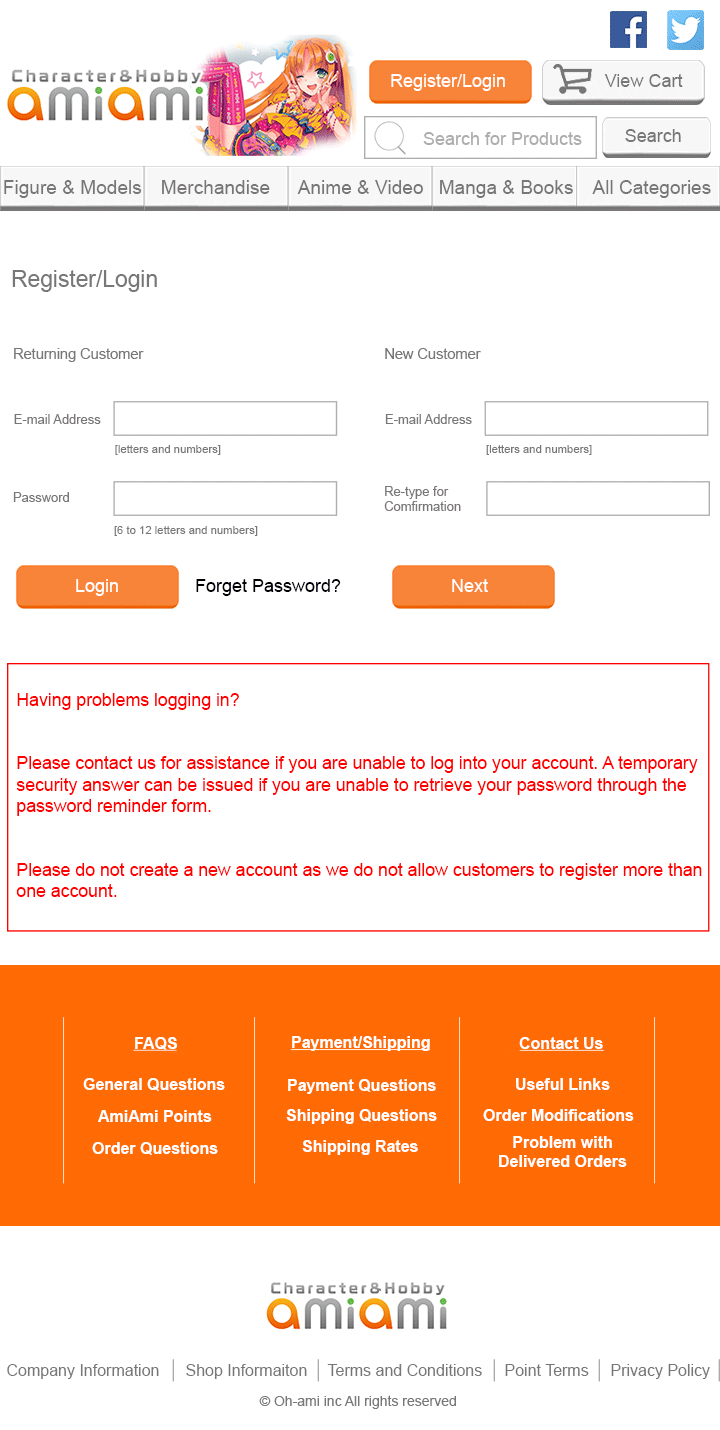 Character&Hobby
amiami
Register/Login
View Cart
Search for Products
Search
Figure & Models
Merchandise
Anime & Video
Manga & Books
All Categories
Register/Login
Returning Customer
E-mail Address
[letters and numbers]
Password
[6 to 12 letters and numbers]
Login
Forget Password?
New Customer
E-mail Address
[letters and numbers]
Re-type for
Comfirmation
Next
Having problems logging in?
Please contact us for assistance if you are unable to log into your account. A temporary
security answer can be issued if you are unable to retrieve your password through the
password reminder form.
Please do not create a new account as we do not allow customers to register more than
one account.
FAQS
General Questions
AmiAmi Points
Order Questions
Payment/Shipping
Payment Questions
Shipping Questions
Shipping Rates
Contact Us
Useful Links
Order Modifications
Problem with
Delivered Orders
Character&Hobby
amiami
Company Information
Shop Informaiton
Terms and Conditions
Point Terms
Privacy Policy
© Oh-ami inc All rights reserved